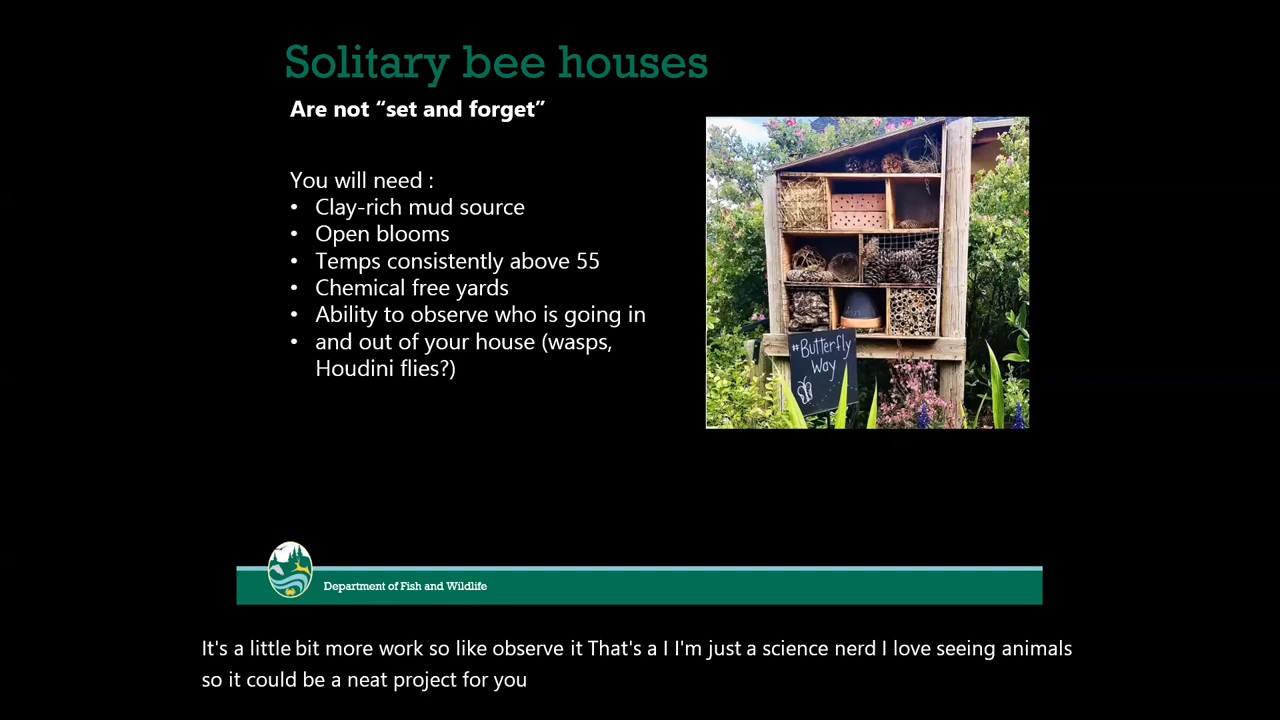 Solitary bee houses
Are not “set and forget”
You will need :
• Clay-rich mud source
• Open blooms
• Temps consistently above 55
• Chemical free yards
• Ability to observe who is going in
• and out of your house (wasps,
Houdini flies?)
#Butterfly
Way
Department of Fish and Wildlife
It's a little bit more work so like observe it That's a I I'm just a science nerd I love seeing animals
so it could be a neat project for you